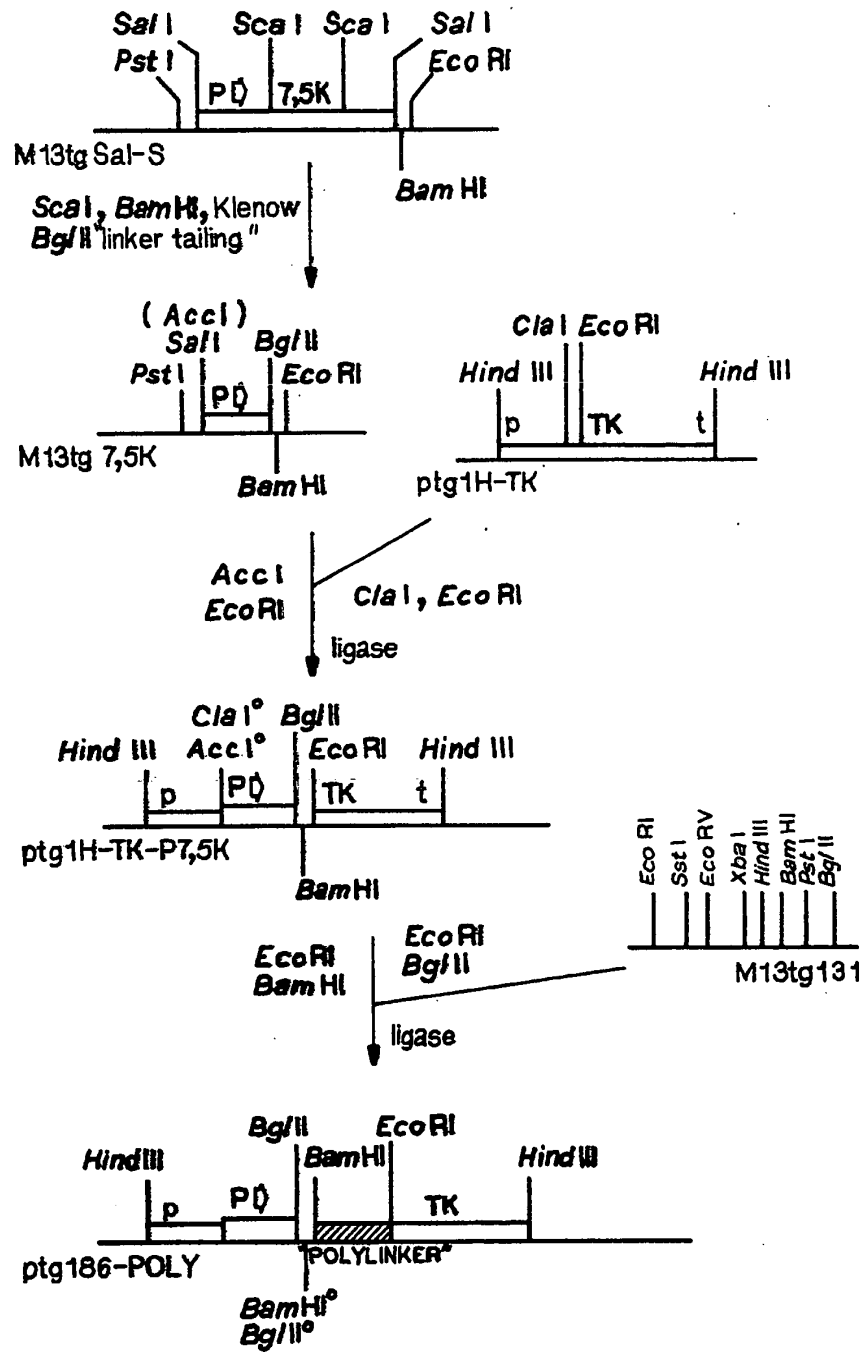 Sal I Sca I Sca I Sal I
Pst I Eco RI
P 7,5K
M13tg Sal-S
Bam HI
Sca I, Bam HI, Klenow
Bgl II "linker tailing"
(Acc I)
Sal I Bgl II
Pst I Eco RI
P
M13tg 7,5K
Bam HI
Cla I Eco RI
Hind III Hind III
p TK t
ptg1H-TK
Acc I
Eco RI
Cla I, Eco RI
ligase
Cla I° Bgl II
Hind III Acc I° Eco RI Hind III
p P TK t
ptg1H-TK-P7,5K
Bam HI
Eco RI Sst I Eco RV Xba I Hind III Bam HI Pst I Bgl II
M13tg131
Eco RI
Bam HI
Eco RI
Bgl II
ligase
Bgl II Eco RI
Hind III Bam HI Hind III
p P TK
"POLYLINKER"
ptg186-POLY
Bam HI°
Bgl II°